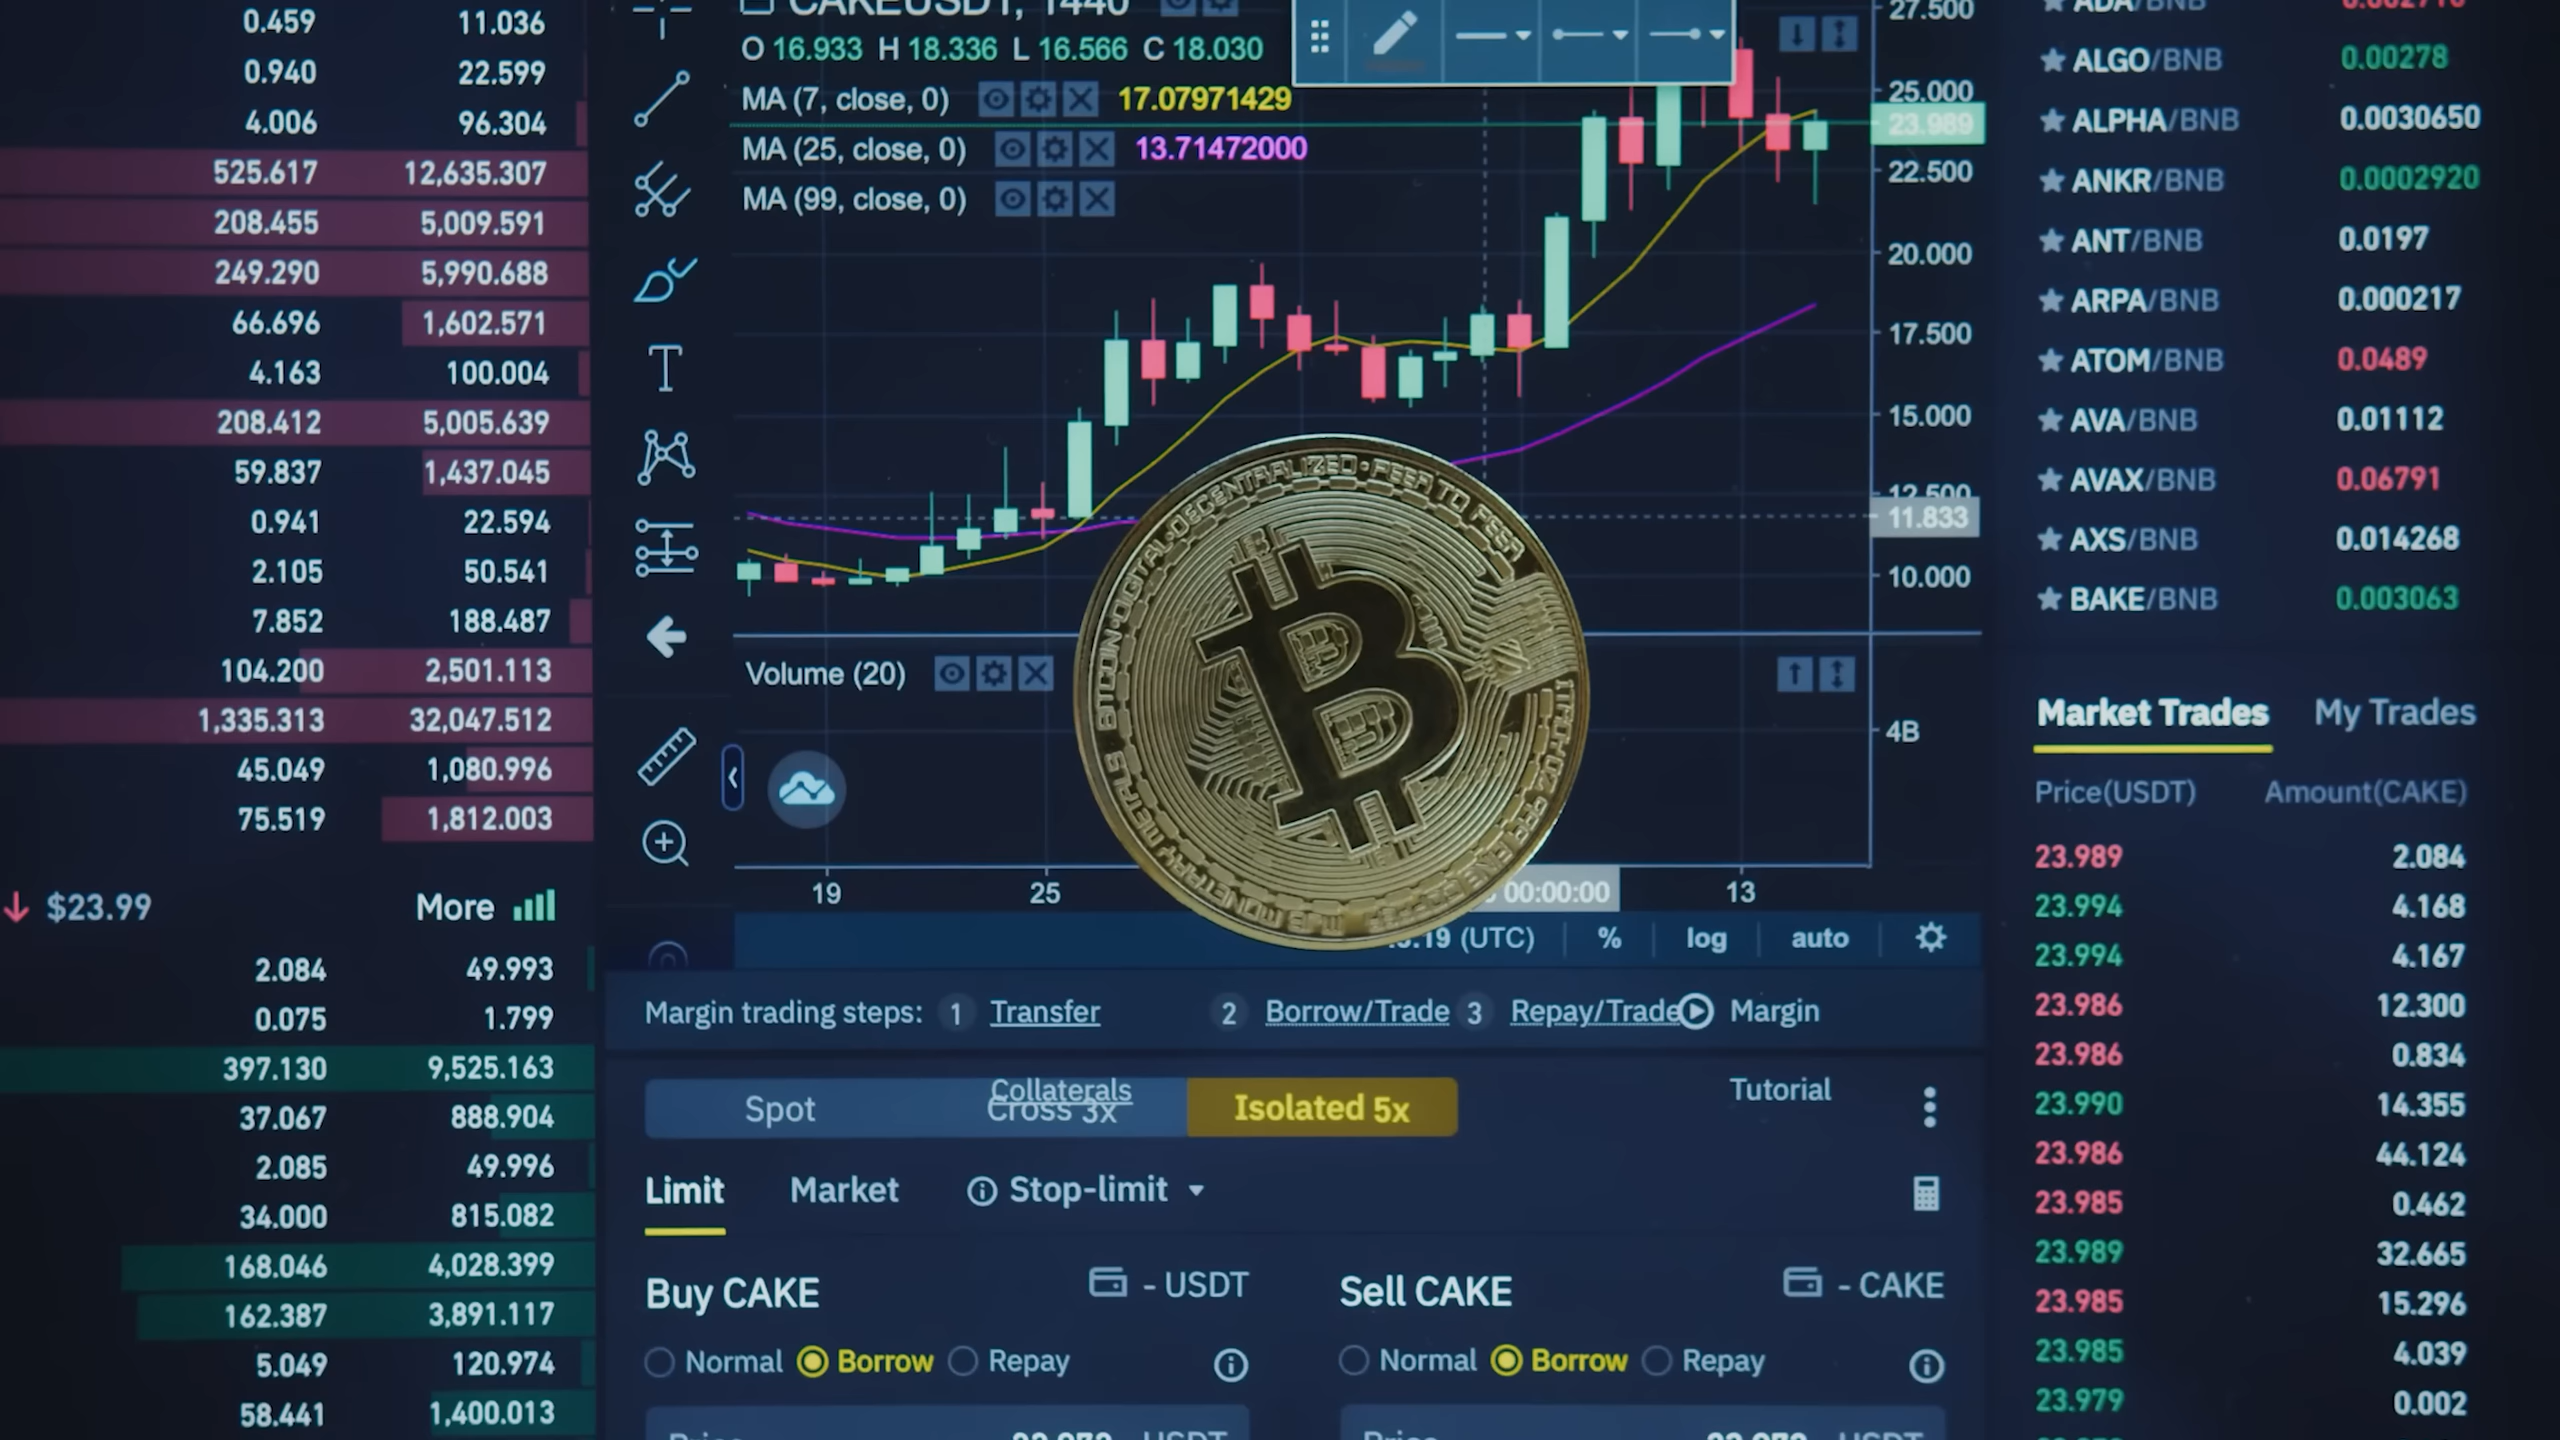 0.459 11.036
0.940 22.599
4.006 96.304
525.617 12,635.307
208.455 5,009.591
249.290 5,990.688
66.696 1,602.571
4.163 100.004
208.412 5,005.639
59.837 1,437.045
0.941 22.594
2.105 50.541
7.852 188.487
104.200 2,501.113
1,335.313 32,047.512
45.049 1,080.996
75.519 1,812.003
$23.99 More
2.084 49.993
0.075 1.799
397.130 9,525.163
37.067 888.904
2.085 49.996
34.000 815.082
168.046 4,028.399
162.387 3,891.117
5.049 120.974
58.441 1,400.013
CAKEUSDT, 1440
O 16.933 H 18.336 L 16.566 C 18.030
MA (7, close, 0) 17.07971429
MA (25, close, 0) 13.71472000
MA (99, close, 0)
27.500
25.000
23.989
22.500
20.000
17.500
15.000
12.500
11.833
10.000
Volume (20)
4B
BITCOIN·DIGITAL·DECENTRALIZED·PEER TO PEER
19 25 00:00:00 13
(UTC) % log auto
Margin trading steps: 1 Transfer 2 Borrow/Trade 3 Repay/Trade Margin
Collaterals Tutorial
Spot Cross 3x Isolated 5x
Limit Market Stop-limit
Buy CAKE - USDT Sell CAKE - CAKE
Normal Borrow Repay Normal Borrow Repay
Price USDT Price USDT
ADA/BNB
ALGO/BNB 0.00278
ALPHA/BNB 0.0030650
ANKR/BNB 0.0002920
ANT/BNB 0.0197
ARPA/BNB 0.000217
ATOM/BNB 0.0489
AVA/BNB 0.01112
AVAX/BNB 0.06791
AXS/BNB 0.014268
BAKE/BNB 0.003063
Market Trades My Trades
Price(USDT) Amount(CAKE)
23.989 2.084
23.994 4.168
23.994 4.167
23.986 12.300
23.986 0.834
23.990 14.355
23.986 44.124
23.985 0.462
23.989 32.665
23.985 15.296
23.985 4.039
23.979 0.002